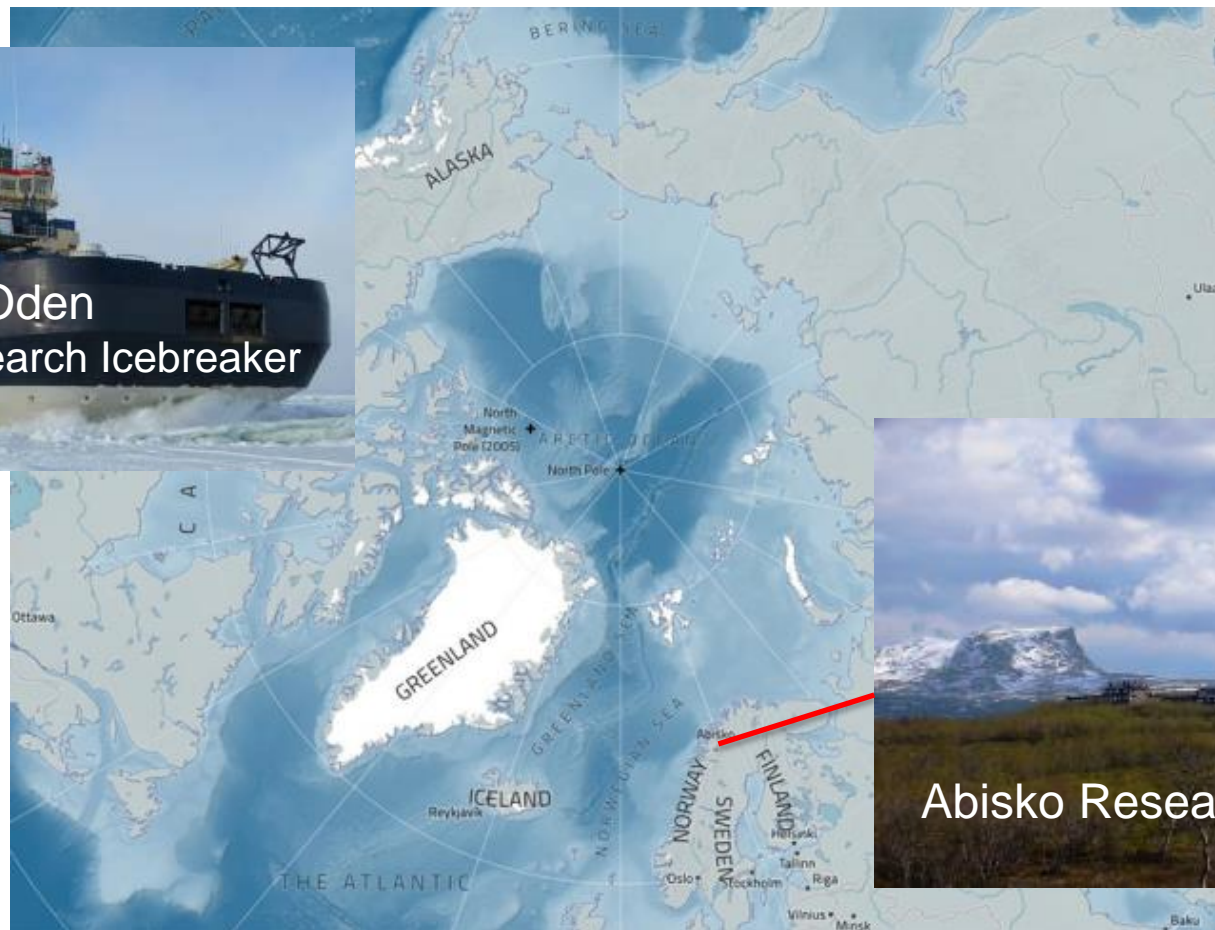 BERING SEA
ALASKA
Oden
earch Icebreaker
North
Magnetic
Pole (2005)
ARCTIC OCEAN
North Pole
C A
Ottawa
GREENLAND
GREENLAND SEA
NORWEGIAN SEA
Abisko
ICELAND
Reykjavik
NORWAY
SWEDEN
FINLAND
Helsinki
Tallinn
Oslo
Stockholm
Riga
Vilnius
Minsk
THE ATLANTIC
Ulaa
Abisko Resea
Baku